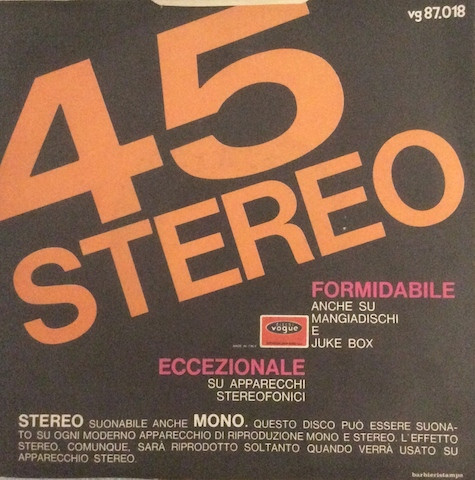 vg 87.018
45
STEREO
FORMIDABILE
ANCHE SU
MANGIADISCHI
E
JUKE BOX
vogue
ECCEZIONALE
SU APPARECCHI
STEREOFONICI
STEREO SUONABILE ANCHE MONO. QUESTO DISCO PUÒ ESSERE SUONA-
TO SU OGNI MODERNO APPARECCHIO DI RIPRODUZIONE MONO E STEREO. L'EFFETTO
STEREO, COMUNQUE, SARÀ RIPRODOTTO SOLTANTO QUANDO VERRÀ USATO SU
APPARECCHIO STEREO.
barbieristampa